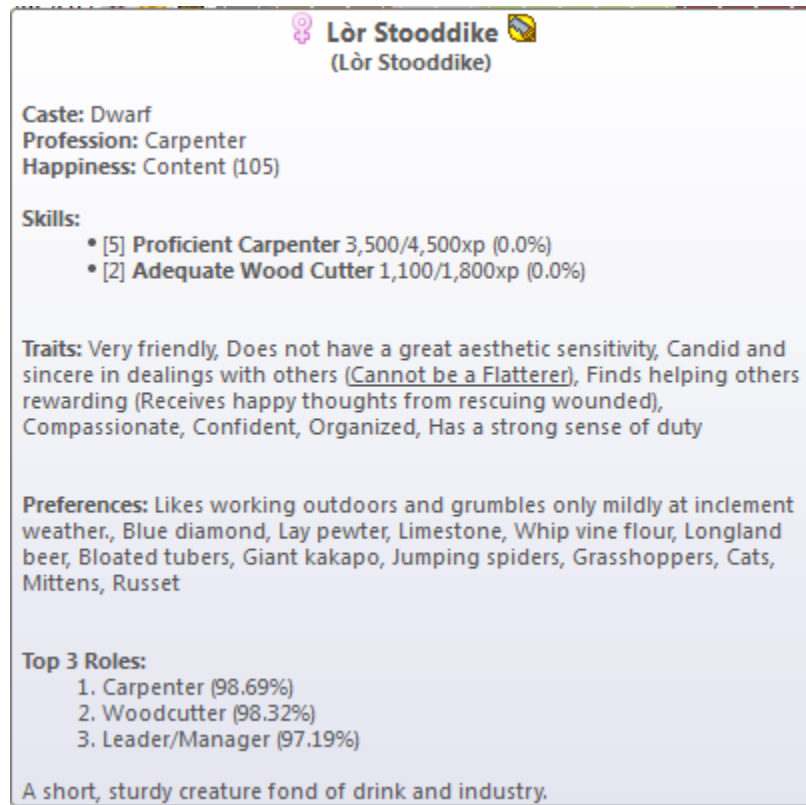 Lòr Stooddike
(Lòr Stooddike)
Caste: Dwarf
Profession: Carpenter
Happiness: Content (105)
Skills:
• [5] Proficient Carpenter 3,500/4,500xp (0.0%)
• [2] Adequate Wood Cutter 1,100/1,800xp (0.0%)
Traits: Very friendly, Does not have a great aesthetic sensitivity, Candid and
sincere in dealings with others (Cannot be a Flatterer), Finds helping others
rewarding (Receives happy thoughts from rescuing wounded),
Compassionate, Confident, Organized, Has a strong sense of duty
Preferences: Likes working outdoors and grumbles only mildly at inclement
weather., Blue diamond, Lay pewter, Limestone, Whip vine flour, Longland
beer, Bloated tubers, Giant kakapo, Jumping spiders, Grasshoppers, Cats,
Mittens, Russet
Top 3 Roles:
1. Carpenter (98.69%)
2. Woodcutter (98.32%)
3. Leader/Manager (97.19%)
A short, sturdy creature fond of drink and industry.